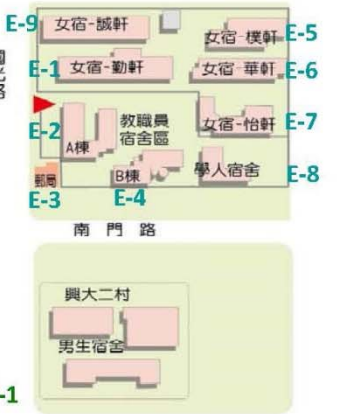 E-9 女宿-誠軒
女宿-樸軒 E-5
國光路
E-1 女宿-勤軒
女宿-華軒 E-6
E-2
A棟
教職員
宿舍區
女宿-怡軒 E-7
B棟
學人宿舍 E-8
郵局
E-3
E-4
南門路
興大二村
男生宿舍
-1